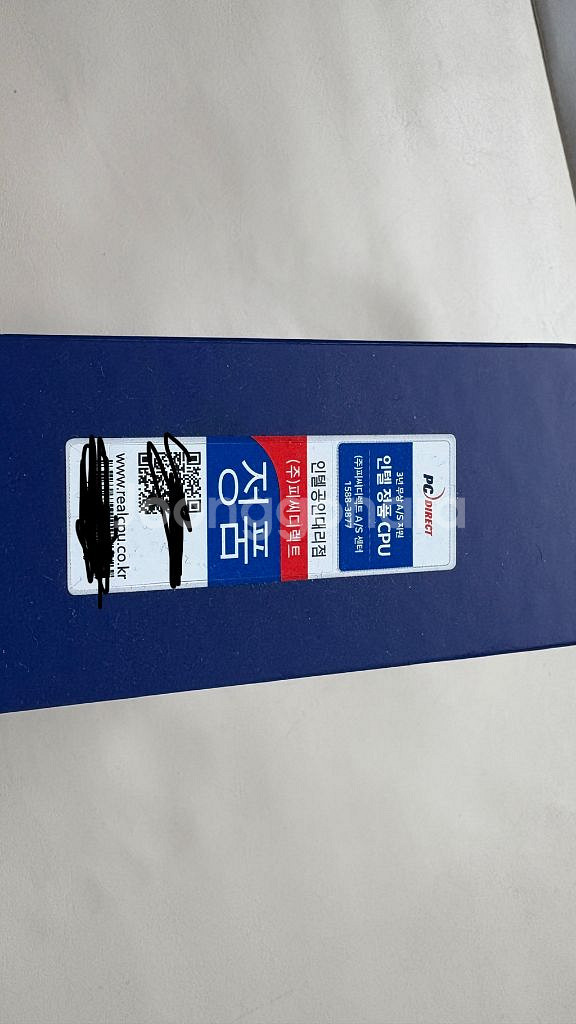 PC DIRECT
3년 무상 A/S 지원
인텔 정품 CPU
(주)피씨디렉트 A/S 센터
1588-3877
인텔공인대리점
(주)피씨디렉트
정품
www.realcpu.co.kr